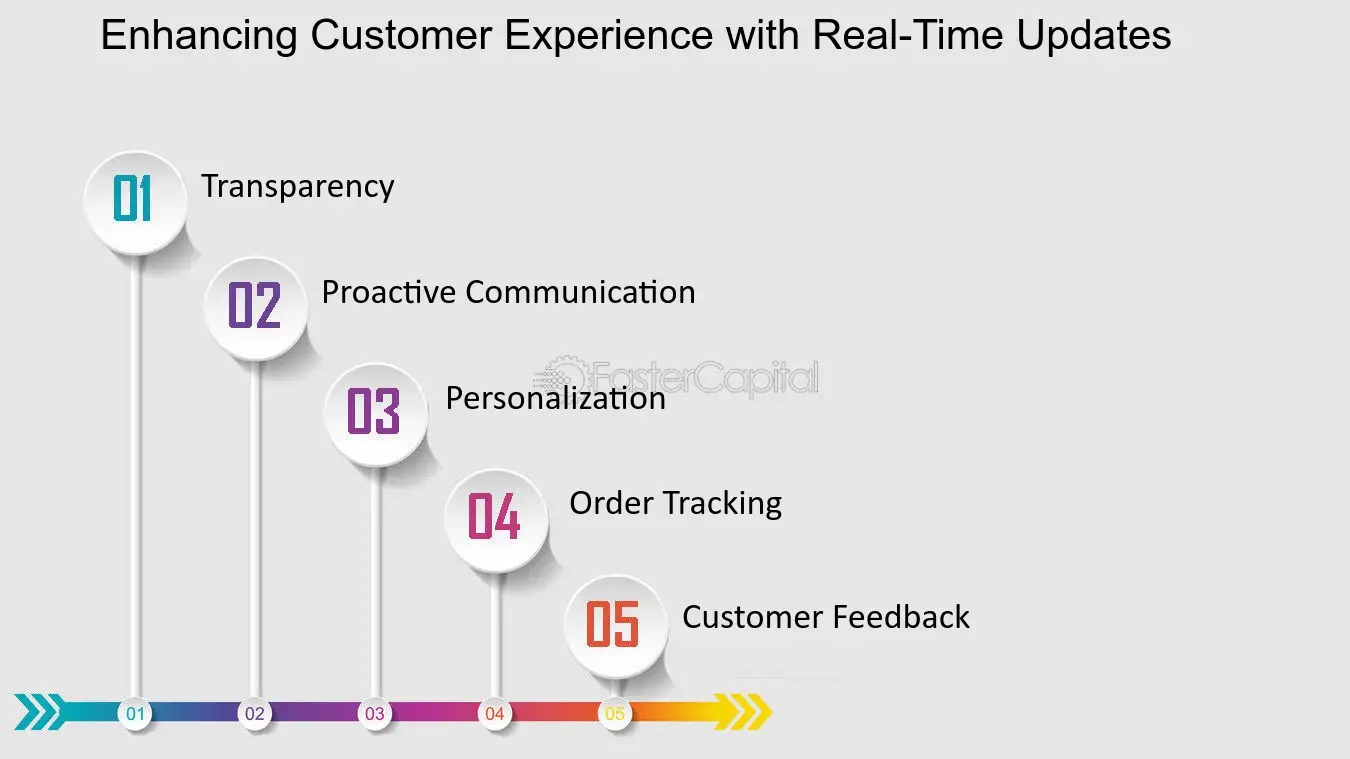 Enhancing Customer Experience with Real-Time Updates
01
Transparency
02
Proactive Communication
FasterCapital
03
Personalization
04
Order Tracking
05
Customer Feedback
01 02 03 04 05